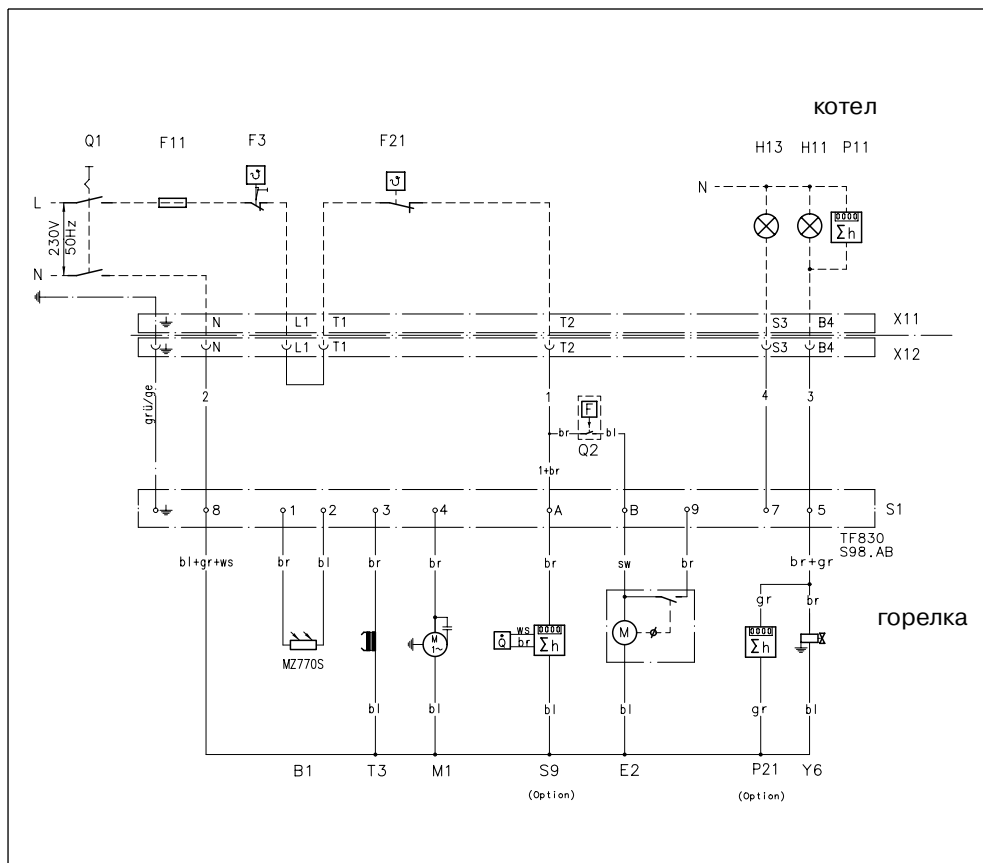 котел
Q1 F11 F3 F21 H13 H11 P11
ϑ ϑ
N
L
230V
50Hz
Σh
N
N L1 T1 T2 S3 B4 X11
N L1 T1 T2 S3 B4 X12
grü/ge 2 1 4 3
F
br bl
Q2
1+br
8 1 2 3 4 A B 9 7 5 S1
TF830
S98.AB
bl+gr+ws br bl br br br sw br br+gr
gr br
горелка
M
1~
Q ws
br
Σh
M
Σh
MZ770S
bl bl bl bl gr bl
B1 T3 M1 S9 E2 P21 Y6
(Option) (Option)